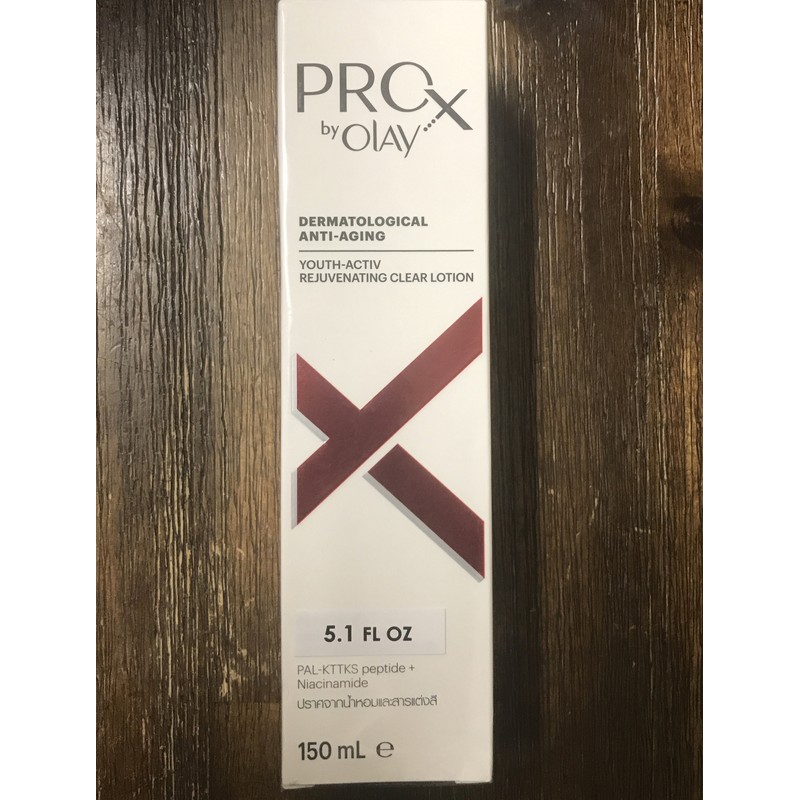 PROX
by OLAY
DERMATOLOGICAL
ANTI-AGING
YOUTH-ACTIV
REJUVENATING CLEAR LOTION
5.1 FL OZ
PAL-KTTKS peptide +
Niacinamide
ปราศจากน้ำหอมและสารแต่งสี
150 mL ℮